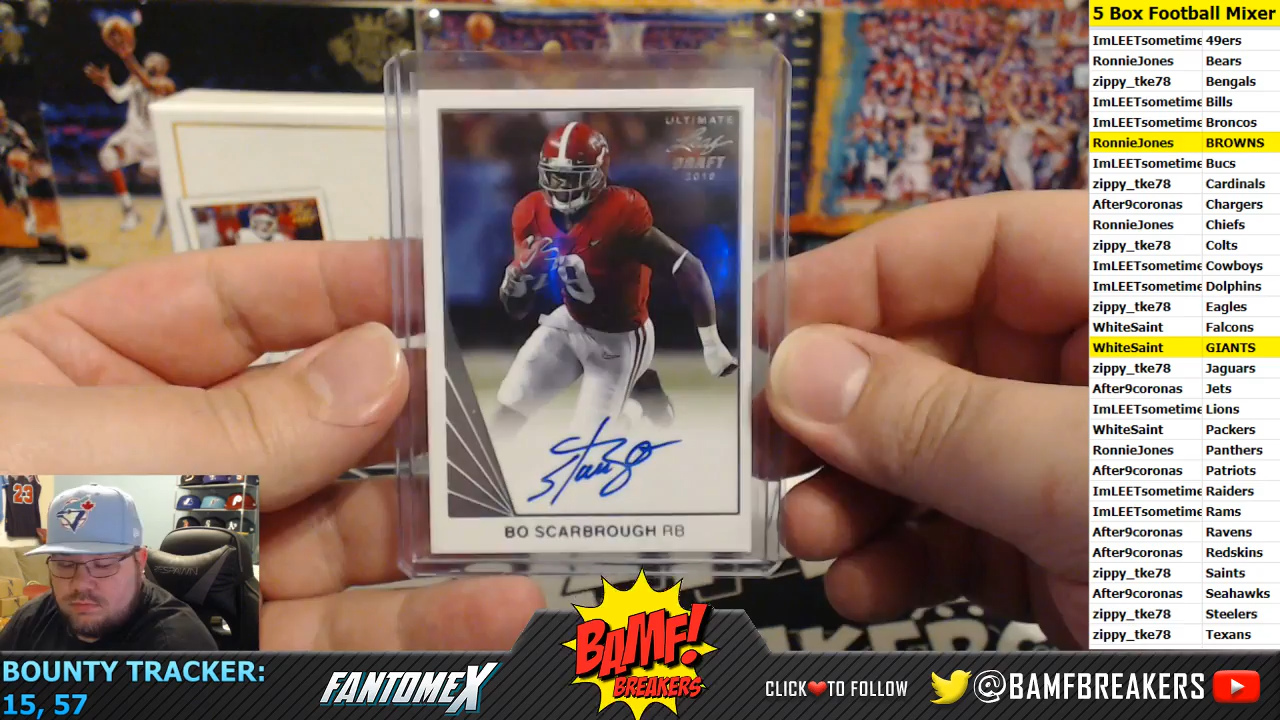 ULTIMATE
Leaf
DRAFT
2018
9
BO SCARBROUGH RB
23
VESPAWN
BOUNTY TRACKER:
15, 57
FANTOMEX
BAMF!
BREAKERS
CLICK TO FOLLOW
@BAMFBREAKERS
5 Box Football Mixer
ImLEETsometime 49ers
RonnieJones Bears
zippy_tke78 Bengals
ImLEETsometime Bills
ImLEETsometime Broncos
RonnieJones BROWNS
ImLEETsometime Bucs
zippy_tke78 Cardinals
After9coronas Chargers
RonnieJones Chiefs
zippy_tke78 Colts
ImLEETsometime Cowboys
ImLEETsometime Dolphins
zippy_tke78 Eagles
WhiteSaint Falcons
WhiteSaint GIANTS
zippy_tke78 Jaguars
After9coronas Jets
ImLEETsometime Lions
WhiteSaint Packers
RonnieJones Panthers
After9coronas Patriots
ImLEETsometime Raiders
ImLEETsometime Rams
After9coronas Ravens
After9coronas Redskins
zippy_tke78 Saints
After9coronas Seahawks
zippy_tke78 Steelers
zippy_tke78 Texans